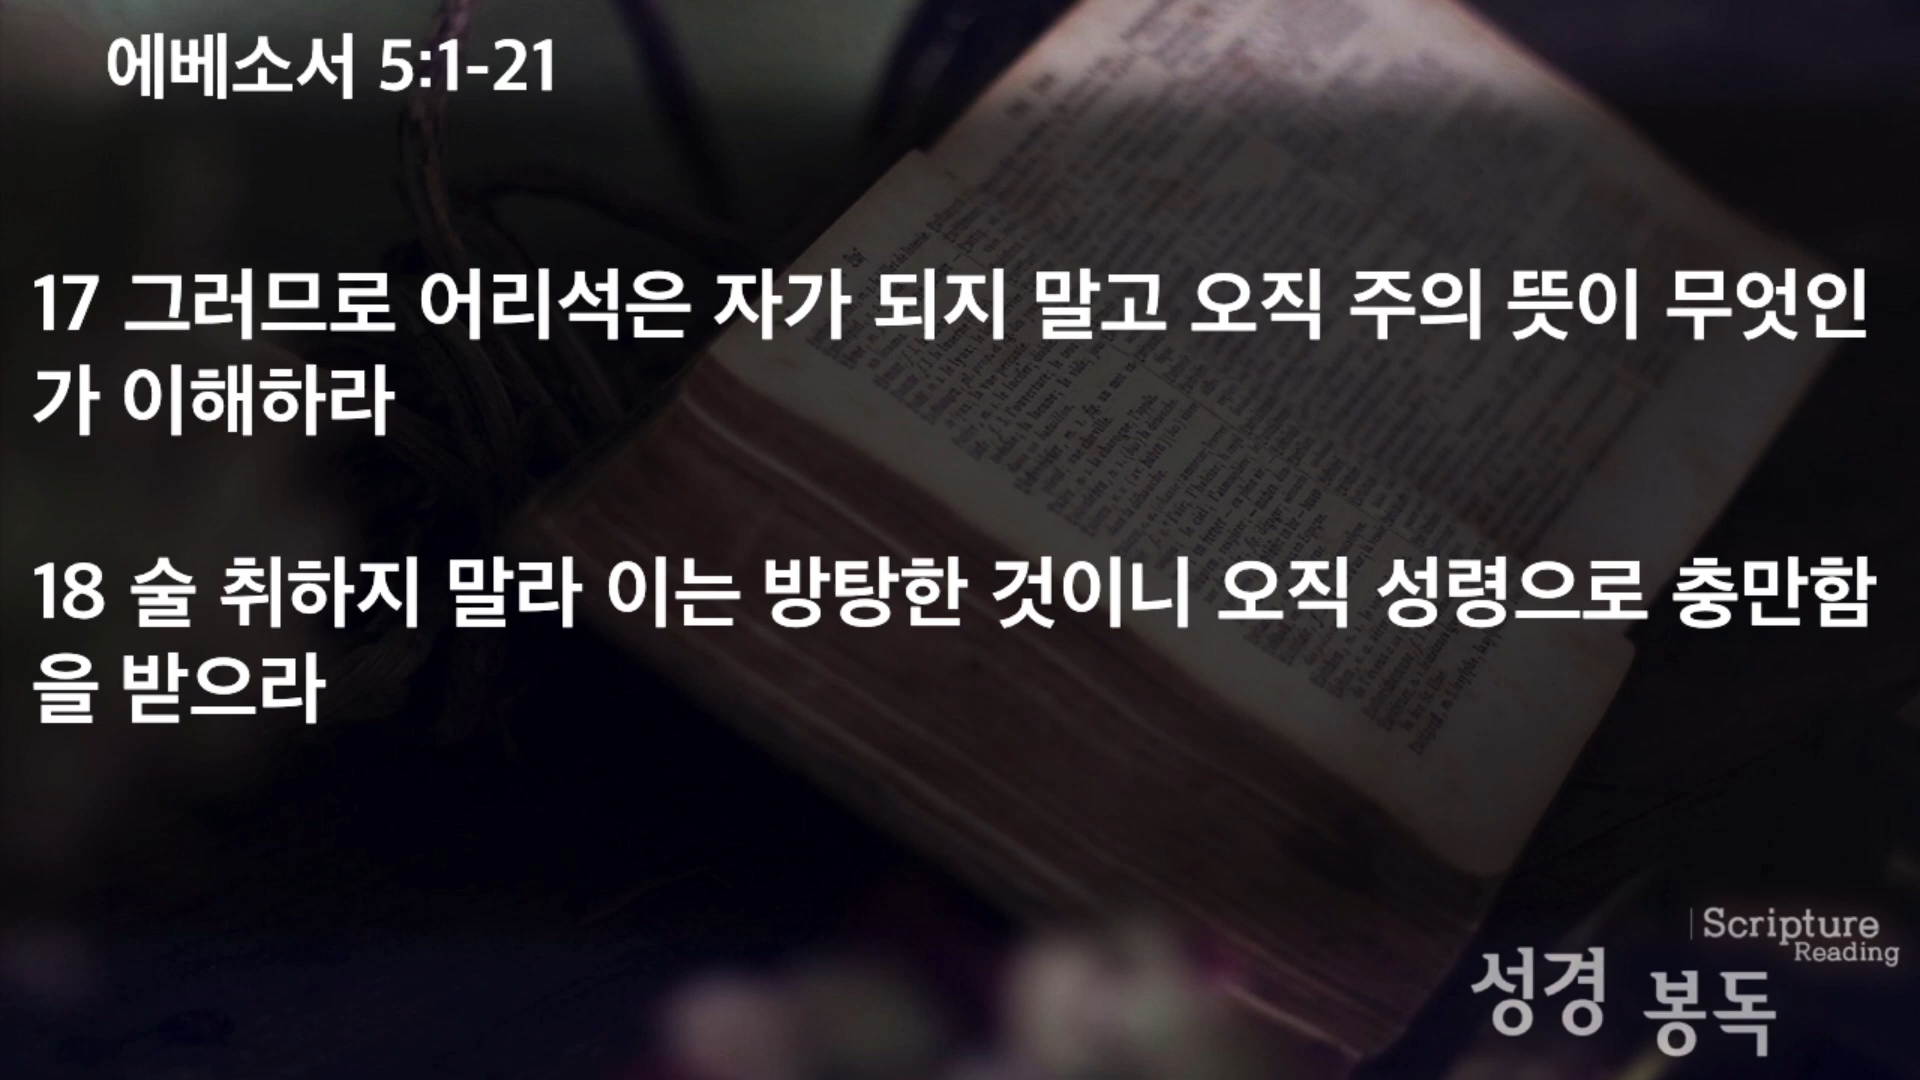 에베소서 5:1-21
17 그러므로 어리석은 자가 되지 말고 오직 주의 뜻이 무엇인
가 이해하라
18 술 취하지 말라 이는 방탕한 것이니 오직 성령으로 충만함
을 받으라
Scripture
Reading
성경 봉독